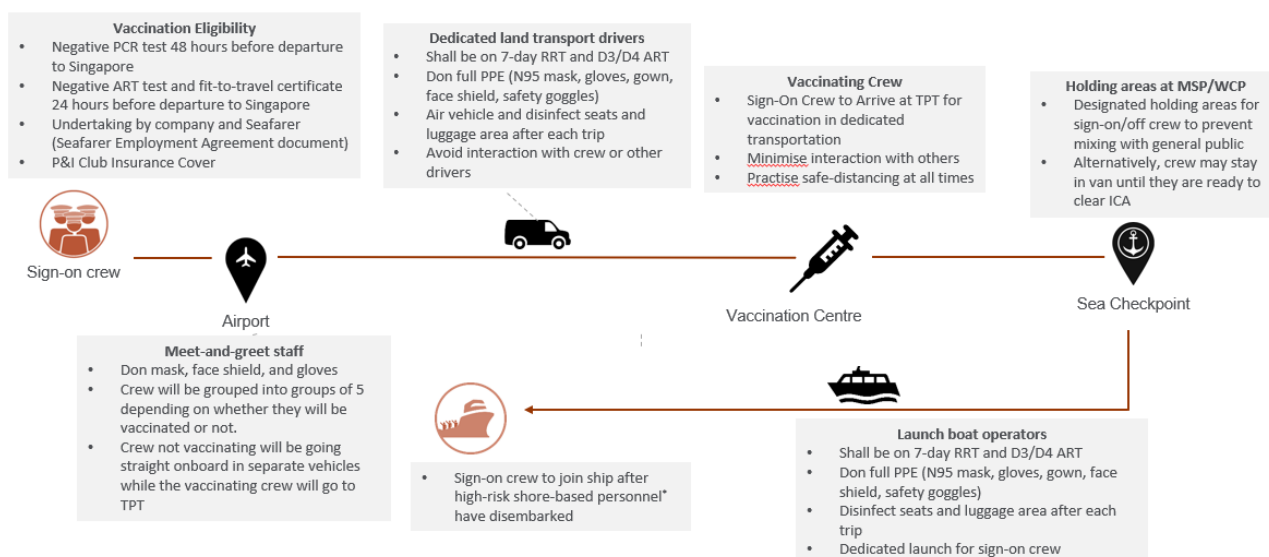 Vaccination Eligibility
• Negative PCR test 48 hours before departure
to Singapore
• Negative ART test and fit-to-travel certificate
24 hours before departure to Singapore
• Undertaking by company and Seafarer
(Seafarer Employment Agreement document)
• P&I Club Insurance Cover
Dedicated land transport drivers
• Shall be on 7-day RRT and D3/D4 ART
• Don full PPE (N95 mask, gloves, gown,
face shield, safety goggles)
• Air vehicle and disinfect seats and
luggage area after each trip
• Avoid interaction with crew or other
drivers
Vaccinating Crew
• Sign-On Crew to Arrive at TPT for
vaccination in dedicated
transportation
• Minimise interaction with others
• Practise safe-distancing at all times
Holding areas at MSP/WCP
• Designated holding areas for
sign-on/off crew to prevent
mixing with general public
• Alternatively, crew may stay
in van until they are ready to
clear ICA
Sign-on crew
Airport
Vaccination Centre
Sea Checkpoint
Meet-and-greet staff
• Don mask, face shield, and gloves
• Crew will be grouped into groups of 5
depending on whether they will be
vaccinated or not.
• Crew not vaccinating will be going
straight onboard in separate vehicles
while the vaccinating crew will go to
TPT
• Sign-on crew to join ship after
high-risk shore-based personnel*
have disembarked
Launch boat operators
• Shall be on 7-day RRT and D3/D4 ART
• Don full PPE (N95 mask, gloves, gown, face
shield, safety goggles)
• Disinfect seats and luggage area after each
trip
• Dedicated launch for sign-on crew